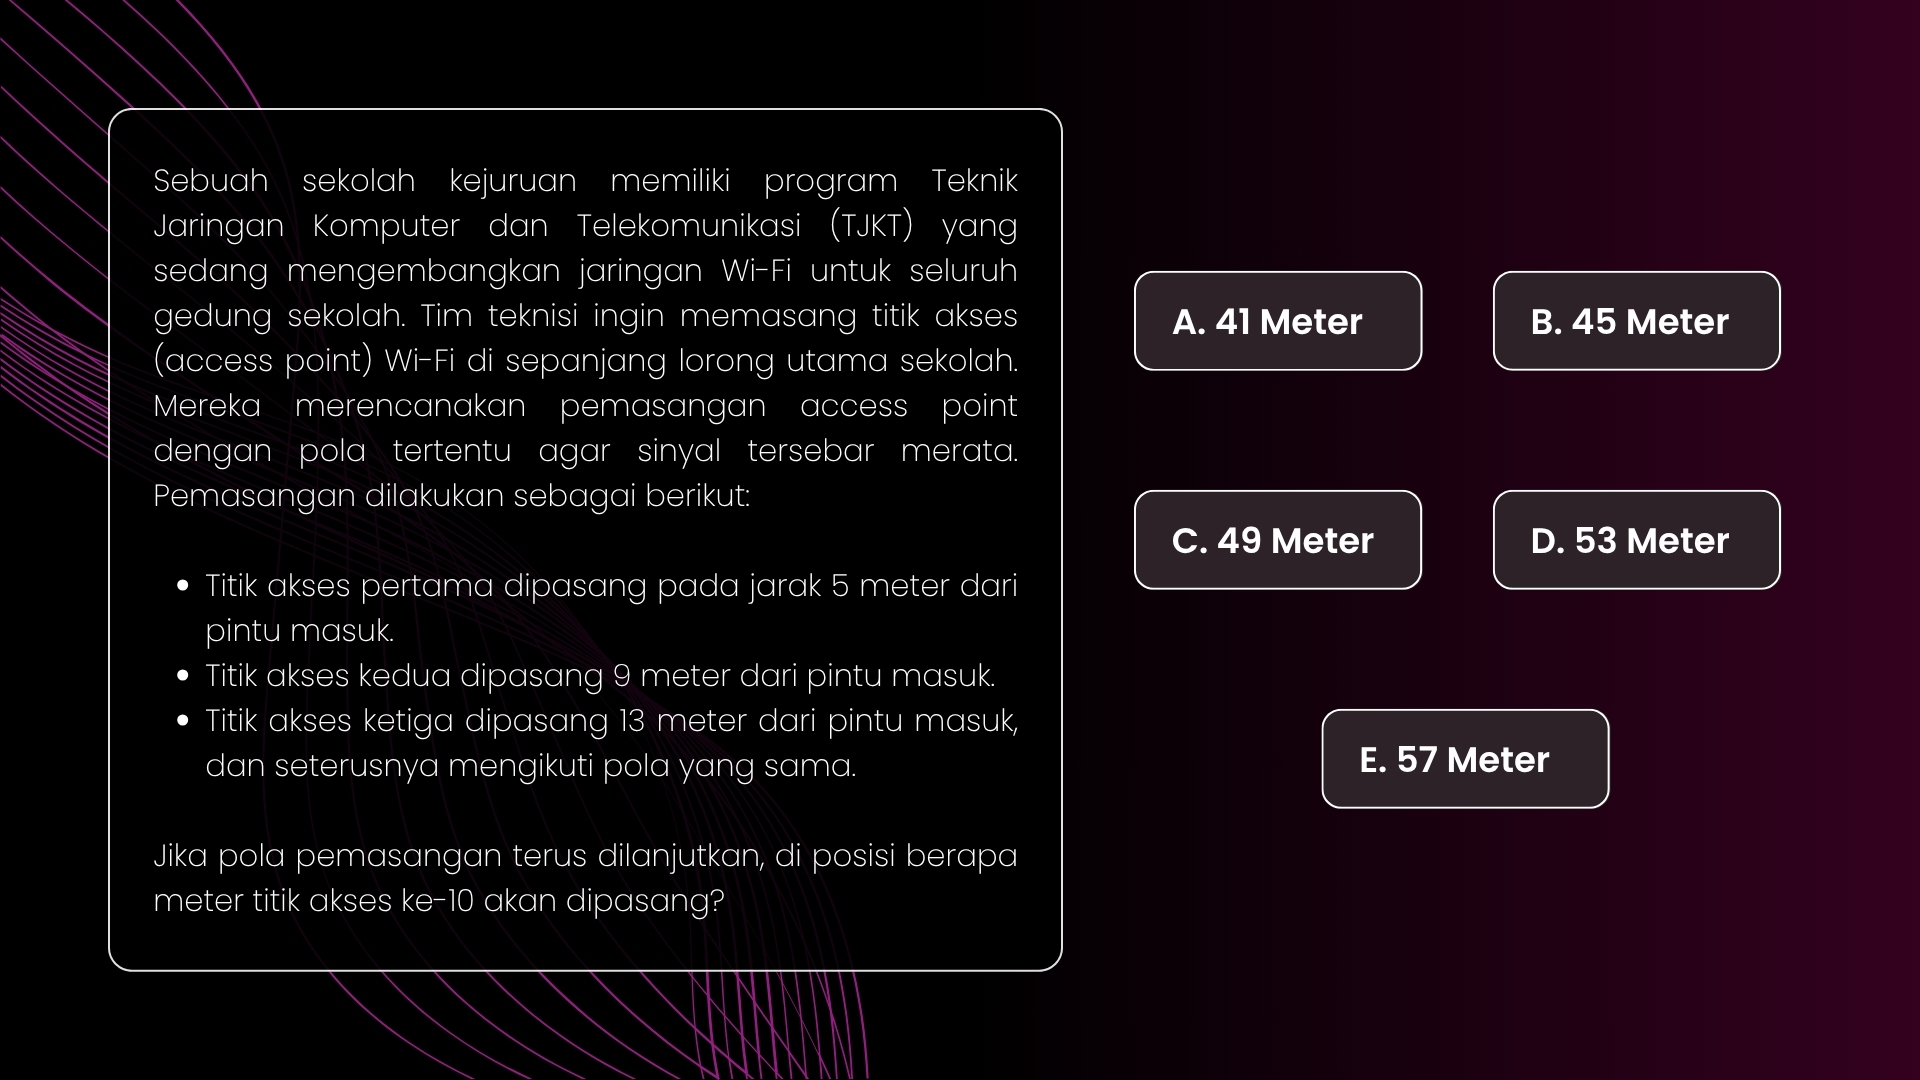 Sebuah sekolah kejuruan memiliki program Teknik
Jaringan Komputer dan Telekomunikasi (TJKT) yang
sedang mengembangkan jaringan Wi-Fi untuk seluruh
gedung sekolah. Tim teknisi ingin memasang titik akses
(access point) Wi-Fi di sepanjang lorong utama sekolah.
Mereka merencanakan pemasangan access point
dengan pola tertentu agar sinyal tersebar merata.
Pemasangan dilakukan sebagai berikut:
• Titik akses pertama dipasang pada jarak 5 meter dari
pintu masuk.
• Titik akses kedua dipasang 9 meter dari pintu masuk.
• Titik akses ketiga dipasang 13 meter dari pintu masuk,
dan seterusnya mengikuti pola yang sama.
Jika pola pemasangan terus dilanjutkan, di posisi berapa
meter titik akses ke-10 akan dipasang?
A. 41 Meter
B. 45 Meter
C. 49 Meter
D. 53 Meter
E. 57 Meter